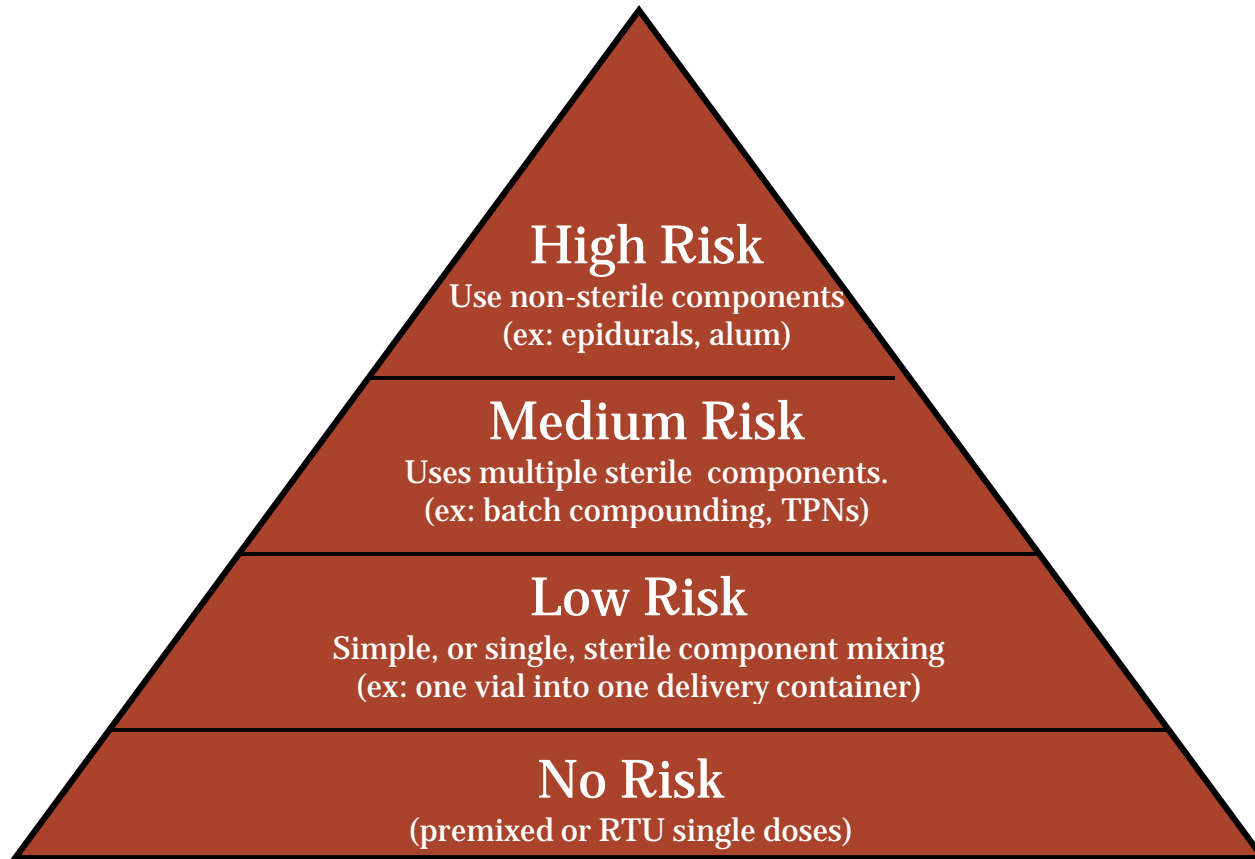 High Risk
Use non-sterile components
(ex: epidurals, alum)
Medium Risk
Uses multiple sterile components.
(ex: batch compounding, TPNs)
Low Risk
Simple, or single, sterile component mixing
(ex: one vial into one delivery container)
No Risk
(premixed or RTU single doses)